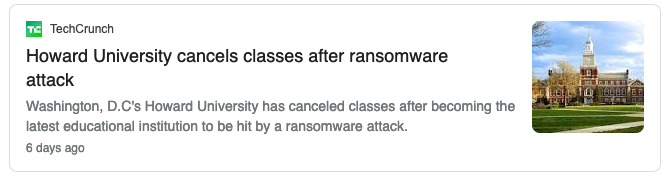 TC TechCrunch
Howard University cancels classes after ransomware
attack
Washington, D.C's Howard University has canceled classes after becoming the
latest educational institution to be hit by a ransomware attack.
6 days ago